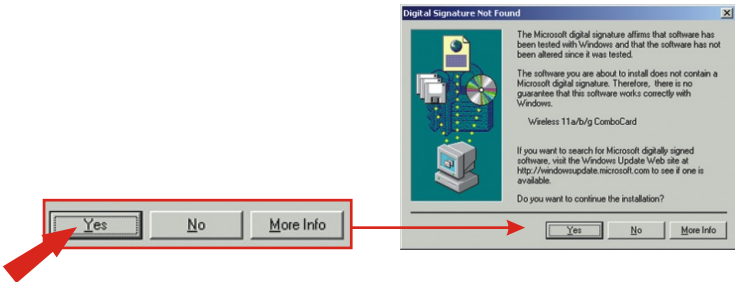 Digital Signature Not Found
The Microsoft digital signature affirms that software has
been tested with Windows and that the software has not
been altered since it was tested.
The software you are about to install does not contain a
Microsoft digital signature. Therefore, there is no
guarantee that this software works correctly with
Windows.
Wireless 11a/b/g ComboCard
If you want to search for Microsoft digitally signed
software, visit the Windows Update Web site at
http://windowsupdate.microsoft.com to see if one is
available.
Do you want to continue the installation?
Yes No More Info
Yes No More Info